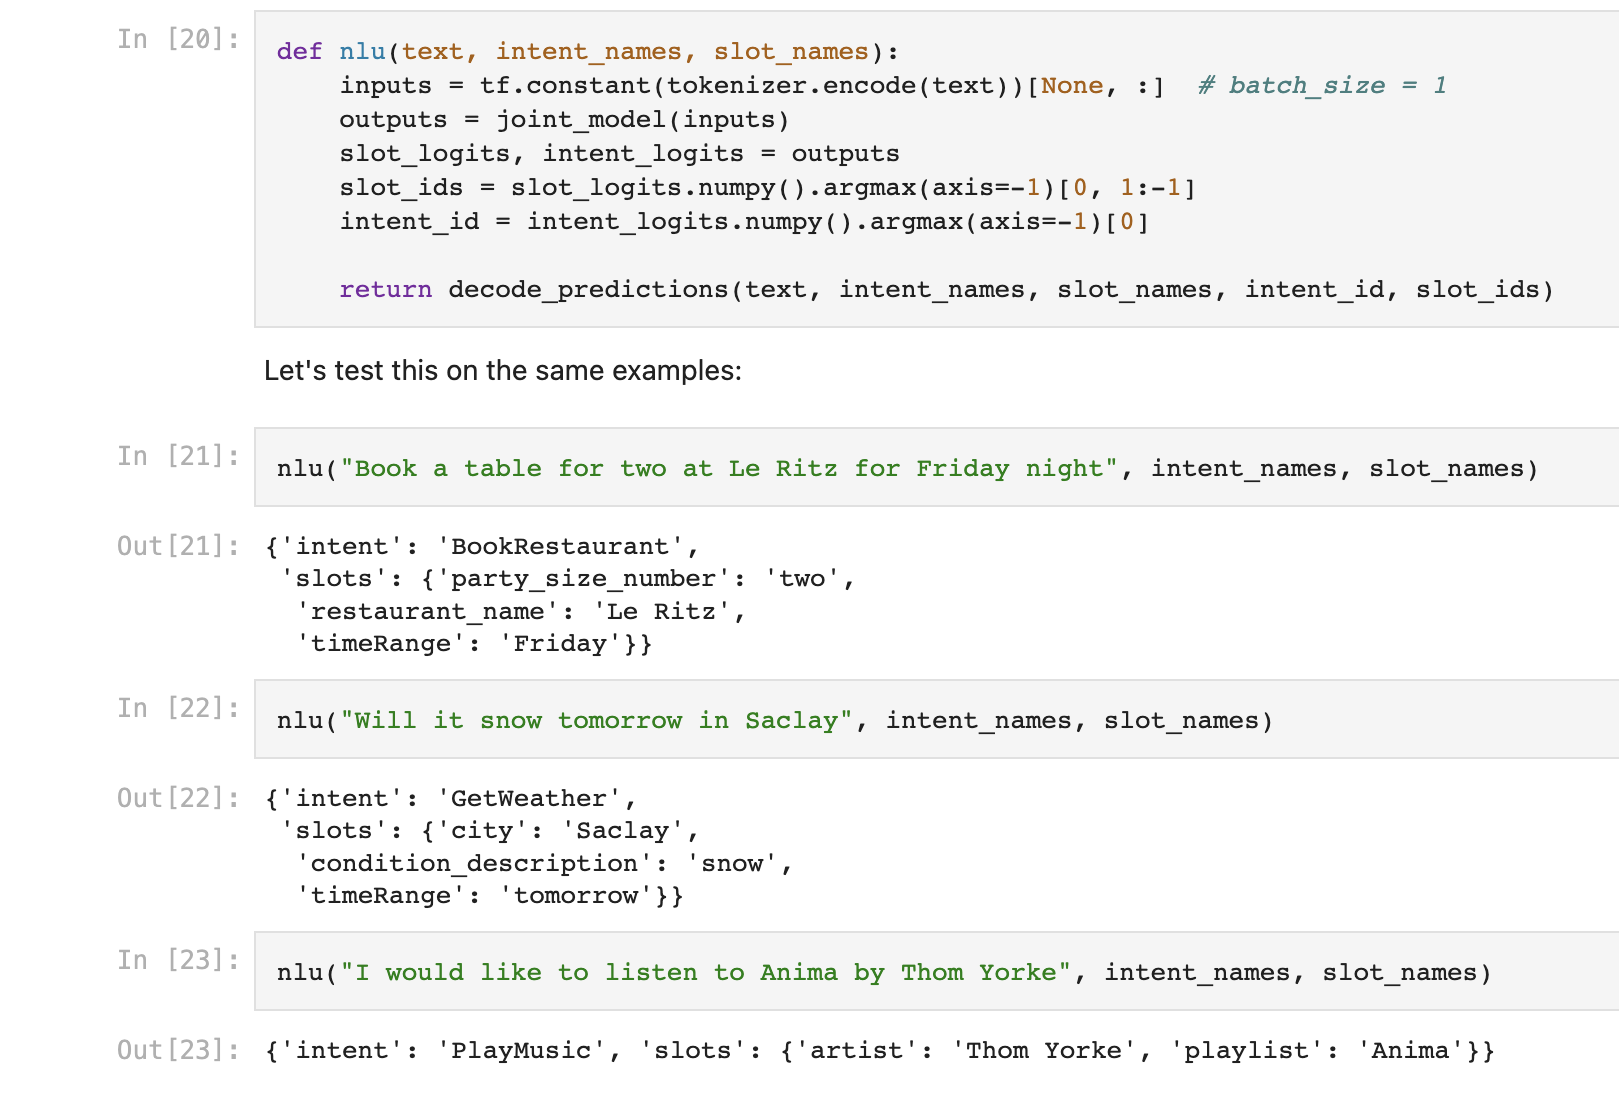 In [20]:
def nlu(text, intent_names, slot_names):
    inputs = tf.constant(tokenizer.encode(text))[None, :]  # batch_size = 1
    outputs = joint_model(inputs)
    slot_logits, intent_logits = outputs
    slot_ids = slot_logits.numpy().argmax(axis=-1)[0, 1:-1]
    intent_id = intent_logits.numpy().argmax(axis=-1)[0]

    return decode_predictions(text, intent_names, slot_names, intent_id, slot_ids)
Let's test this on the same examples:
In [21]:
nlu("Book a table for two at Le Ritz for Friday night", intent_names, slot_names)
Out[21]:
{'intent': 'BookRestaurant',
 'slots': {'party_size_number': 'two',
  'restaurant_name': 'Le Ritz',
  'timeRange': 'Friday'}}
In [22]:
nlu("Will it snow tomorrow in Saclay", intent_names, slot_names)
Out[22]:
{'intent': 'GetWeather',
 'slots': {'city': 'Saclay',
  'condition_description': 'snow',
  'timeRange': 'tomorrow'}}
In [23]:
nlu("I would like to listen to Anima by Thom Yorke", intent_names, slot_names)
Out[23]:
{'intent': 'PlayMusic', 'slots': {'artist': 'Thom Yorke', 'playlist': 'Anima'}}